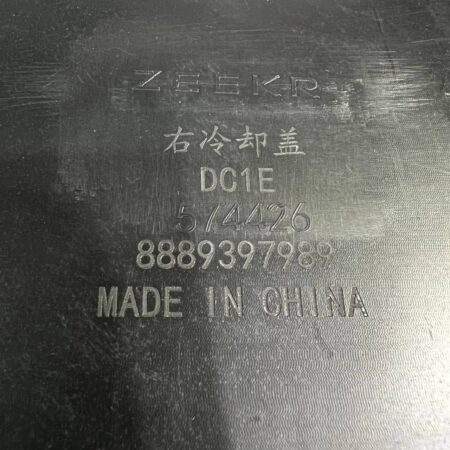 ZEEKR
右冷却盖
DC1E
574426
8889397989
MADE IN CHINA